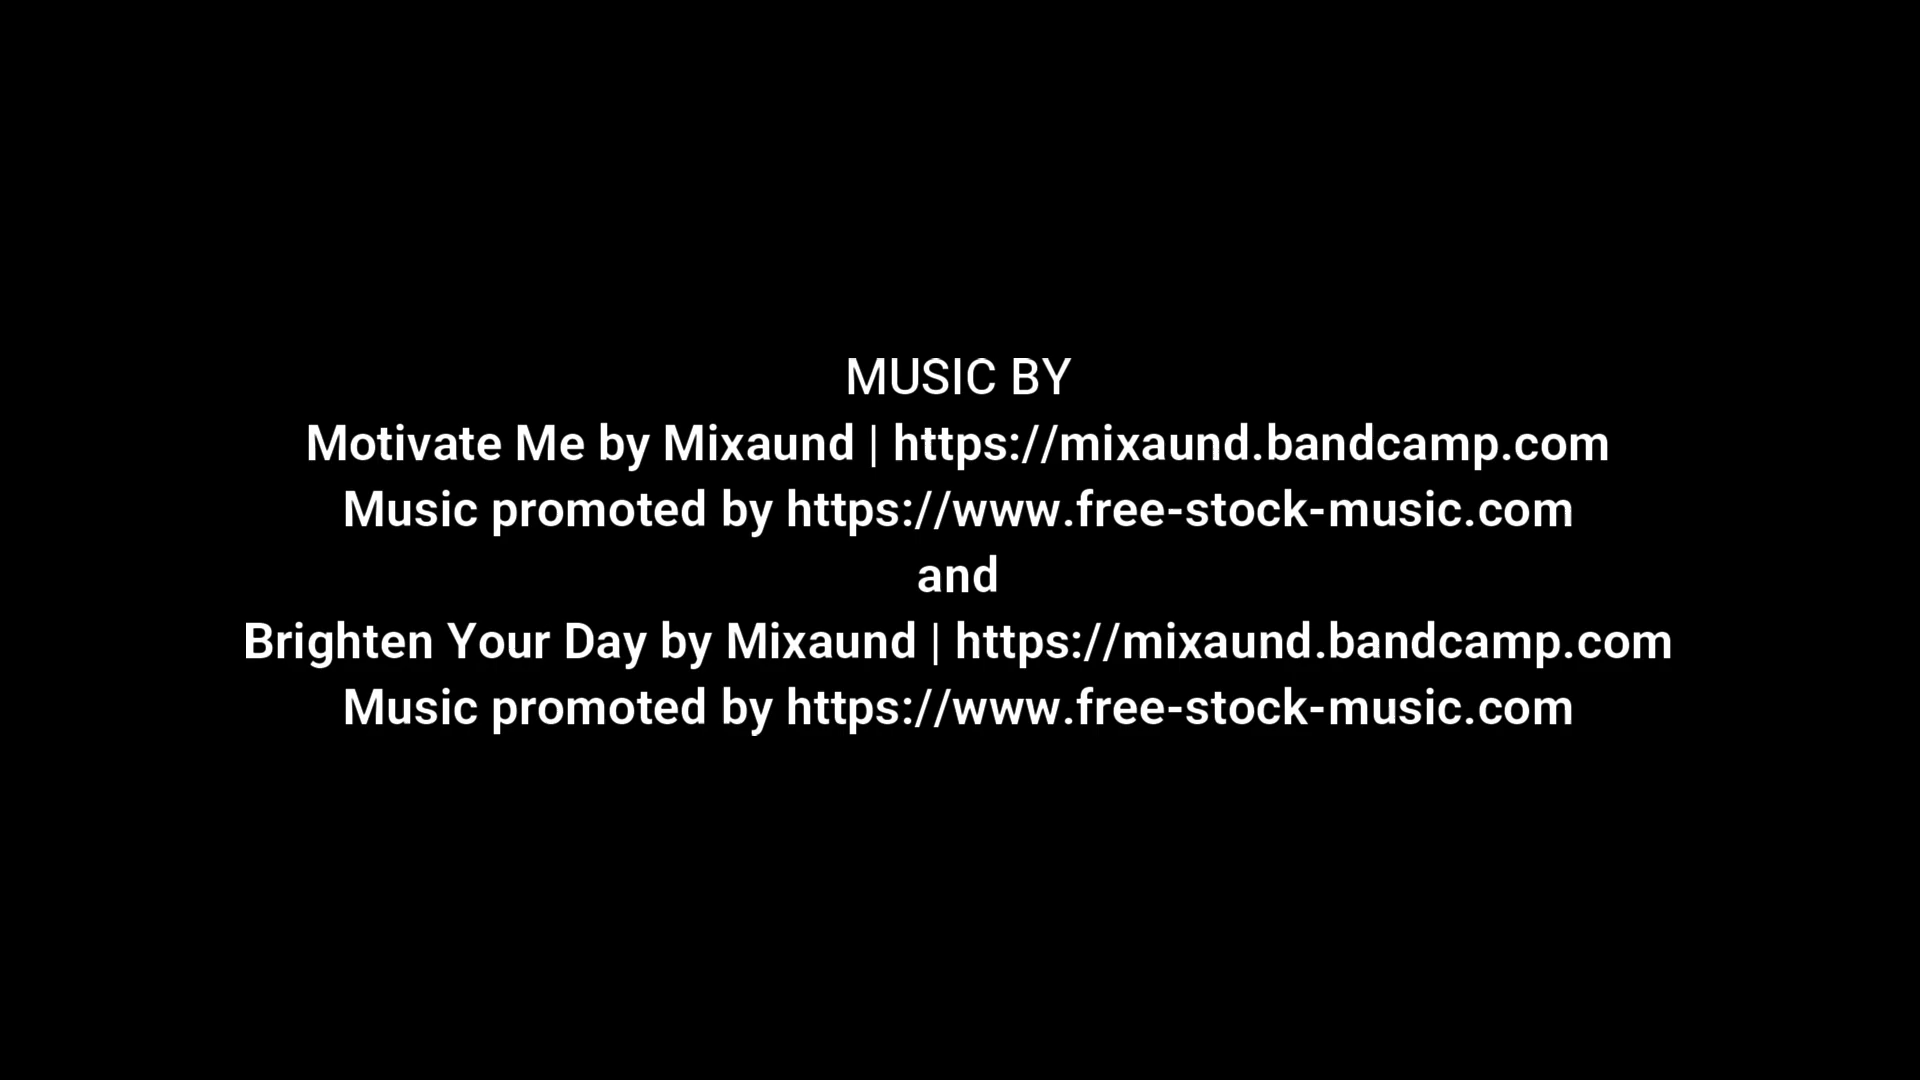 MUSIC BY
Motivate Me by Mixaund | https://mixaund.bandcamp.com
Music promoted by https://www.free-stock-music.com
and
Brighten Your Day by Mixaund | https://mixaund.bandcamp.com
Music promoted by https://www.free-stock-music.com